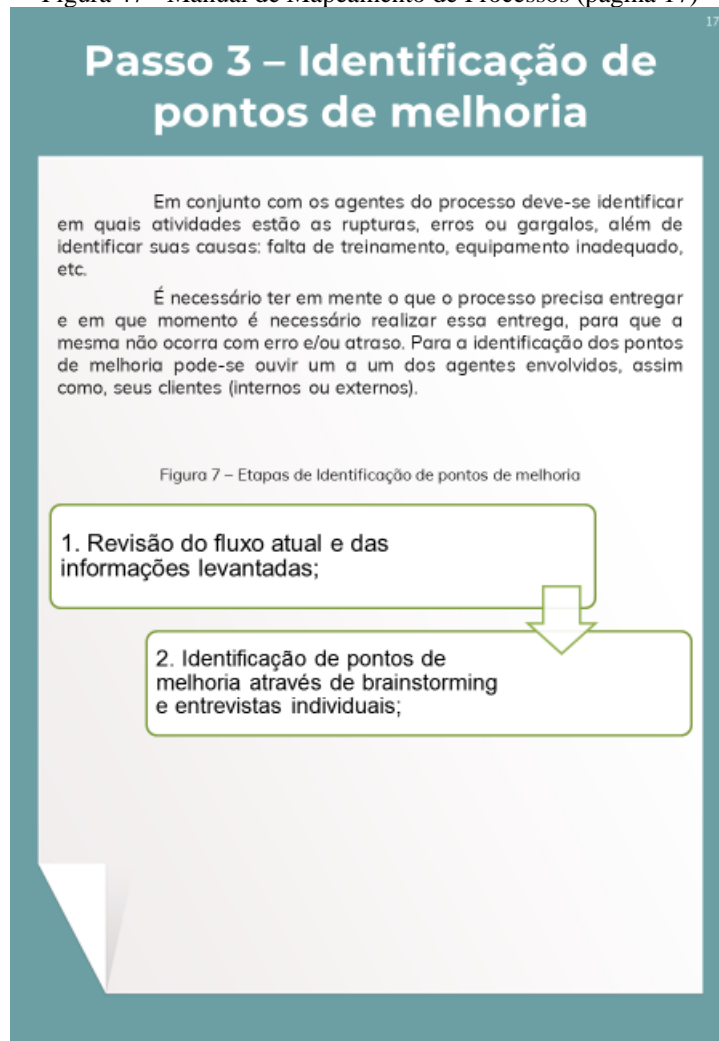 Figura 47 - Manual de Mapeamento de Processos (página 17)
17
Passo 3 – Identificação de
pontos de melhoria
Em conjunto com os agentes do processo deve-se identificar
em quais atividades estão as rupturas, erros ou gargalos, além de
identificar suas causas: falta de treinamento, equipamento inadequado,
etc.
É necessário ter em mente o que o processo precisa entregar
e em que momento é necessário realizar essa entrega, para que a
mesma não ocorra com erro e/ou atraso. Para a identificação dos pontos
de melhoria pode-se ouvir um a um dos agentes envolvidos, assim
como, seus clientes (internos ou externos).
Figura 7 – Etapas de Identificação de pontos de melhoria
1. Revisão do fluxo atual e das
informações levantadas;
2. Identificação de pontos de
melhoria através de brainstorming
e entrevistas individuais;